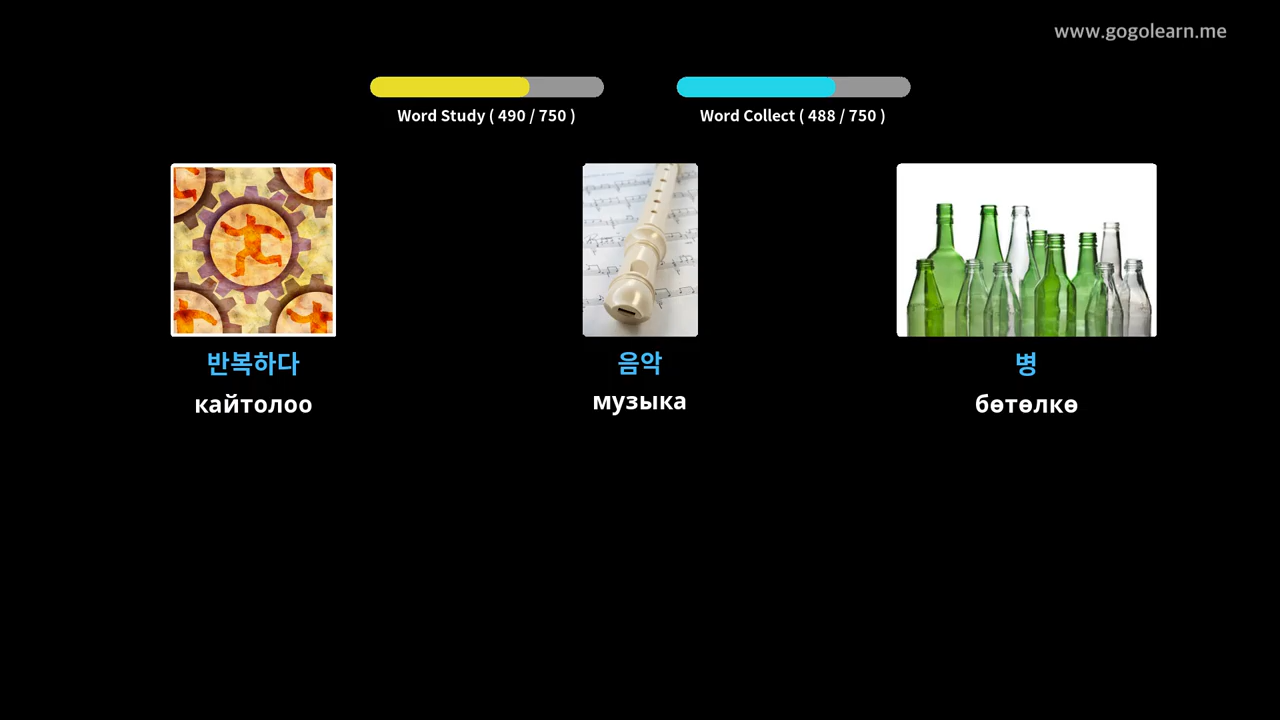 www.gogolearn.me
Word Study ( 490 / 750 )
Word Collect ( 488 / 750 )
반복하다
음악
병
кайтолоо
музыка
бөтөлкө